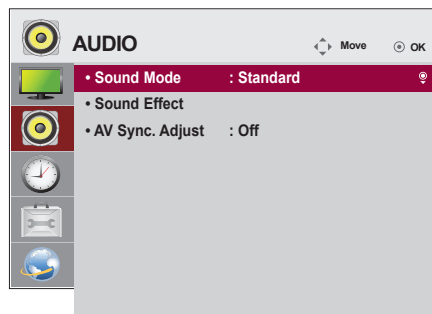 AUDIO
Move
OK
• Sound Mode : Standard
• Sound Effect
• AV Sync. Adjust : Off